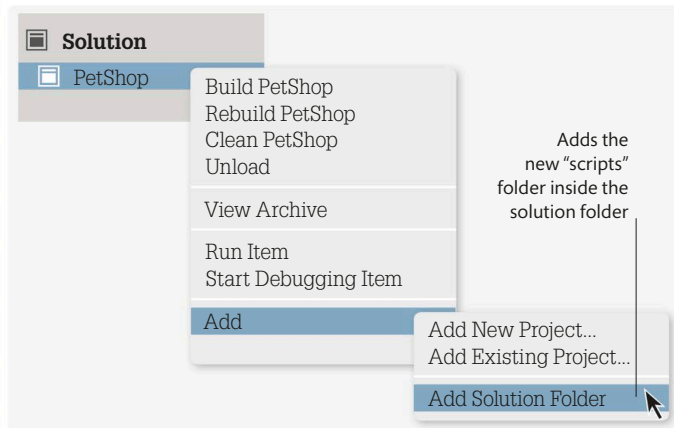 Solution
PetShop
Build PetShop
Rebuild PetShop
Clean PetShop
Unload
View Archive
Run Item
Start Debugging Item
Add
Add New Project...
Add Existing Project...
Add Solution Folder
Adds the
new “scripts”
folder inside the
solution folder